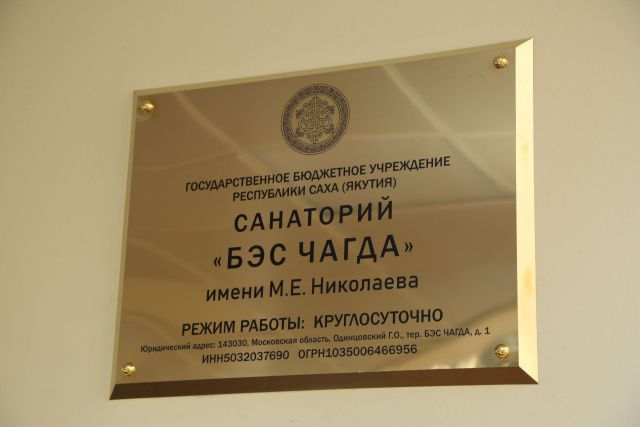 ГОСУДАРСТВЕННОЕ БЮДЖЕТНОЕ УЧРЕЖДЕНИЕ
РЕСПУБЛИКИ САХА (ЯКУТИЯ)
САНАТОРИЙ
«БЭС ЧАГДА»
имени М.Е. Николаева
РЕЖИМ РАБОТЫ: КРУГЛОСУТОЧНО
Юридический адрес: 143030, Московская область, Одинцовский Г.О., тер. БЭС ЧАГДА, д. 1
ИНН5032037690 ОГРН1035006466956